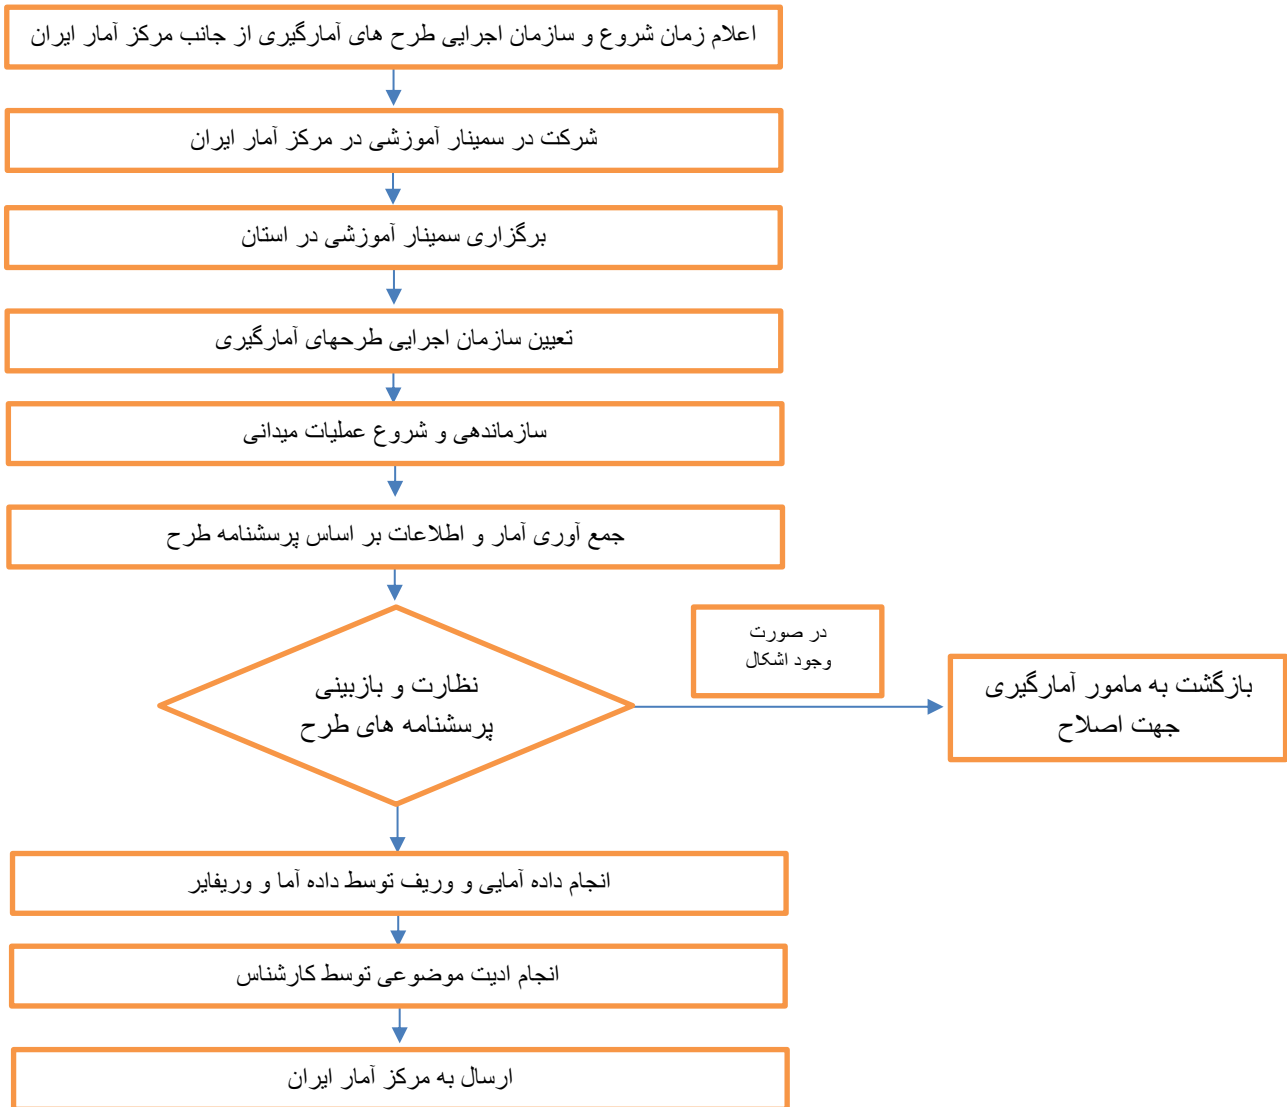 اعلام زمان شروع و سازمان اجرایی طرح های آمارگیری از جانب مرکز آمار ایران
شرکت در سمینار آموزشی در مرکز آمار ایران
برگزاری سمینار آموزشی در استان
تعیین سازمان اجرایی طرحهای آمارگیری
سازماندهی و شروع عملیات میدانی
جمع آوری آمار و اطلاعات بر اساس پرسشنامه طرح
نظارت و بازبینی
پرسشنامه های طرح
در صورت
وجود اشکال
بازگشت به مامور آمارگیری
جهت اصلاح
انجام داده آمایی و وریف توسط داده آما و وریفایر
انجام ادیت موضوعی توسط کارشناس
ارسال به مرکز آمار ایران